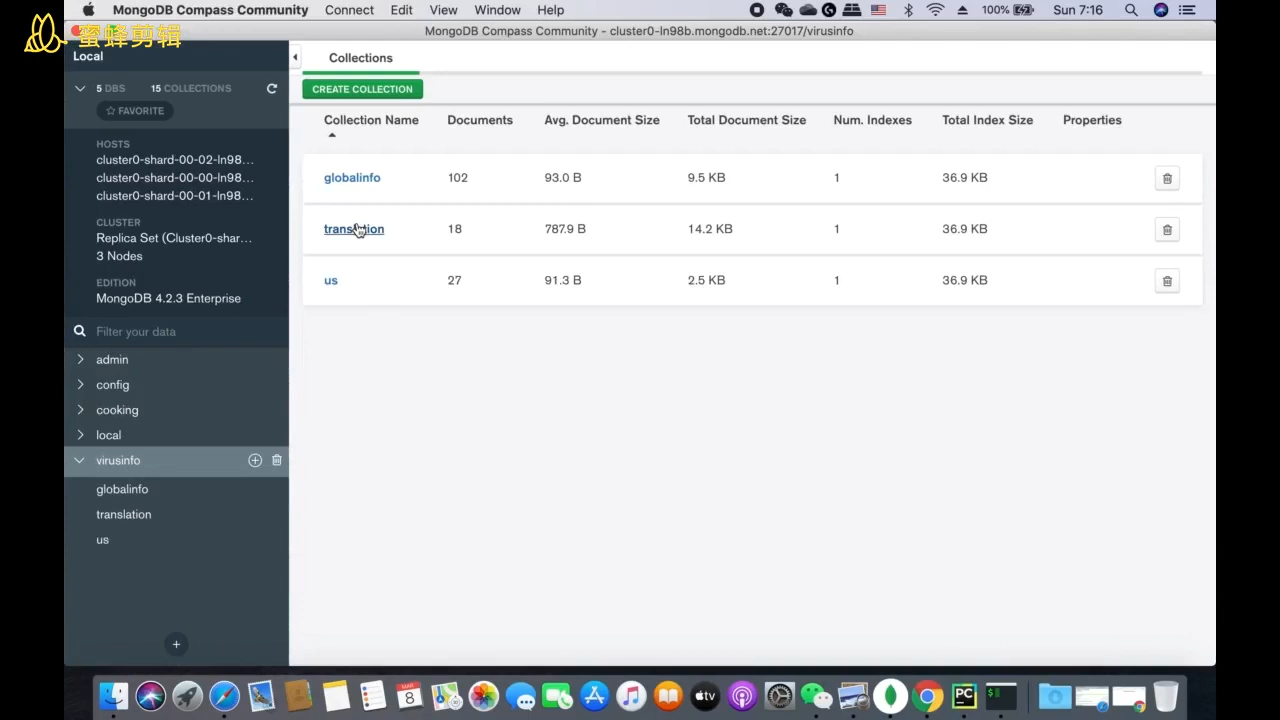 MongoDB Compass Community Connect Edit View Window Help 100% Sun 7:16
蜜蜂剪辑
MongoDB Compass Community - cluster0-ln98b.mongodb.net:27017/virusinfo
Local
5 DBS 15 COLLECTIONS
FAVORITE
HOSTS
cluster0-shard-00-02-ln98...
cluster0-shard-00-00-ln98...
cluster0-shard-00-01-ln98...
CLUSTER
Replica Set (Cluster0-shar...
3 Nodes
EDITION
MongoDB 4.2.3 Enterprise
Filter your data
admin
config
cooking
local
virusinfo
globalinfo
translation
us
Collections
CREATE COLLECTION
Collection Name Documents Avg. Document Size Total Document Size Num. Indexes Total Index Size Properties
globalinfo 102 93.0 B 9.5 KB 1 36.9 KB
translation 18 787.9 B 14.2 KB 1 36.9 KB
us 27 91.3 B 2.5 KB 1 36.9 KB
MAR
8
tv
PC
$